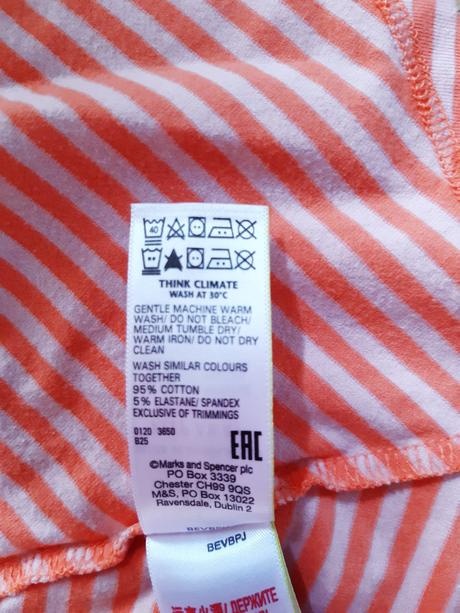 40
THINK CLIMATE
WASH AT 30°C
GENTLE MACHINE WARM
WASH/ DO NOT BLEACH/
MEDIUM TUMBLE DRY/
WARM IRON/ DO NOT DRY
CLEAN
WASH SIMILAR COLOURS
TOGETHER
95% COTTON
5% ELASTANE/ SPANDEX
EXCLUSIVE OF TRIMMINGS
0120 3650
B25
EAC
©Marks and Spencer plc
PO Box 3339
Chester CH99 9QS
M&S, PO Box 13022
Ravensdale, Dublin 2
BEVBPJ
/ ДЕРЖИТЕ